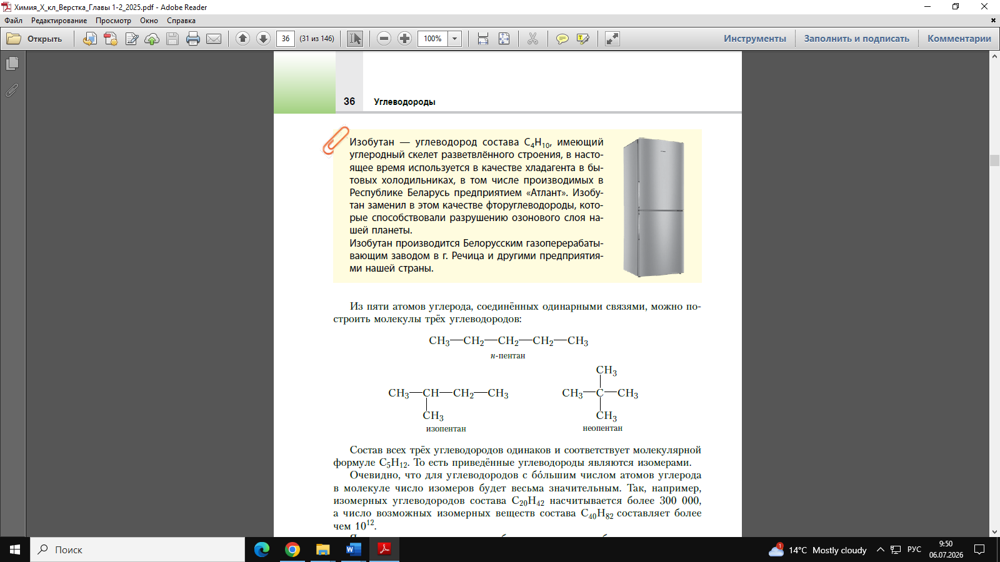 Химия_X_кл_Верстка_Главы 1-2_2025.pdf - Adobe Reader
Файл Редактирование Просмотр Окно Справка
Открыть 36 (31 из 146) 100% Инструменты Заполнить и подписать Комментарии
36 Углеводороды
Изобутан — углеводород состава C₄H₁₀, имеющий
углеродный скелет разветвлённого строения, в насто-
ящее время используется в качестве хладагента в бы-
товых холодильниках, в том числе производимых в
Республике Беларусь предприятием «Атлант». Изобу-
тан заменил в этом качестве фторуглеводороды, кото-
рые способствовали разрушению озонового слоя на-
шей планеты.
Изобутан производится Белорусским газоперерабаты-
вающим заводом в г. Речица и другими предприятия-
ми нашей страны.
Из пяти атомов углерода, соединённых одинарными связями, можно по-
строить молекулы трёх углеводородов:
CH₃—CH₂—CH₂—CH₂—CH₃
н-пентан
CH₃
CH₃—CH—CH₂—CH₃ CH₃—C—CH₃
CH₃ CH₃
изопентан неопентан
Состав всех трёх углеводородов одинаков и соответствует молекулярной
формуле C₅H₁₂. То есть приведённые углеводороды являются изомерами.
Очевидно, что для углеводородов с бо́льшим числом атомов углерода
в молекуле число изомеров будет весьма значительным. Так, например,
изомерных углеводородов состава C₂₀H₄₂ насчитывается более 300 000,
а число возможных изомерных веществ состава C₄₀H₈₂ составляет более
чем 10¹².
Поиск 1 14°C Mostly cloudy РУС 9:50
06.07.2026